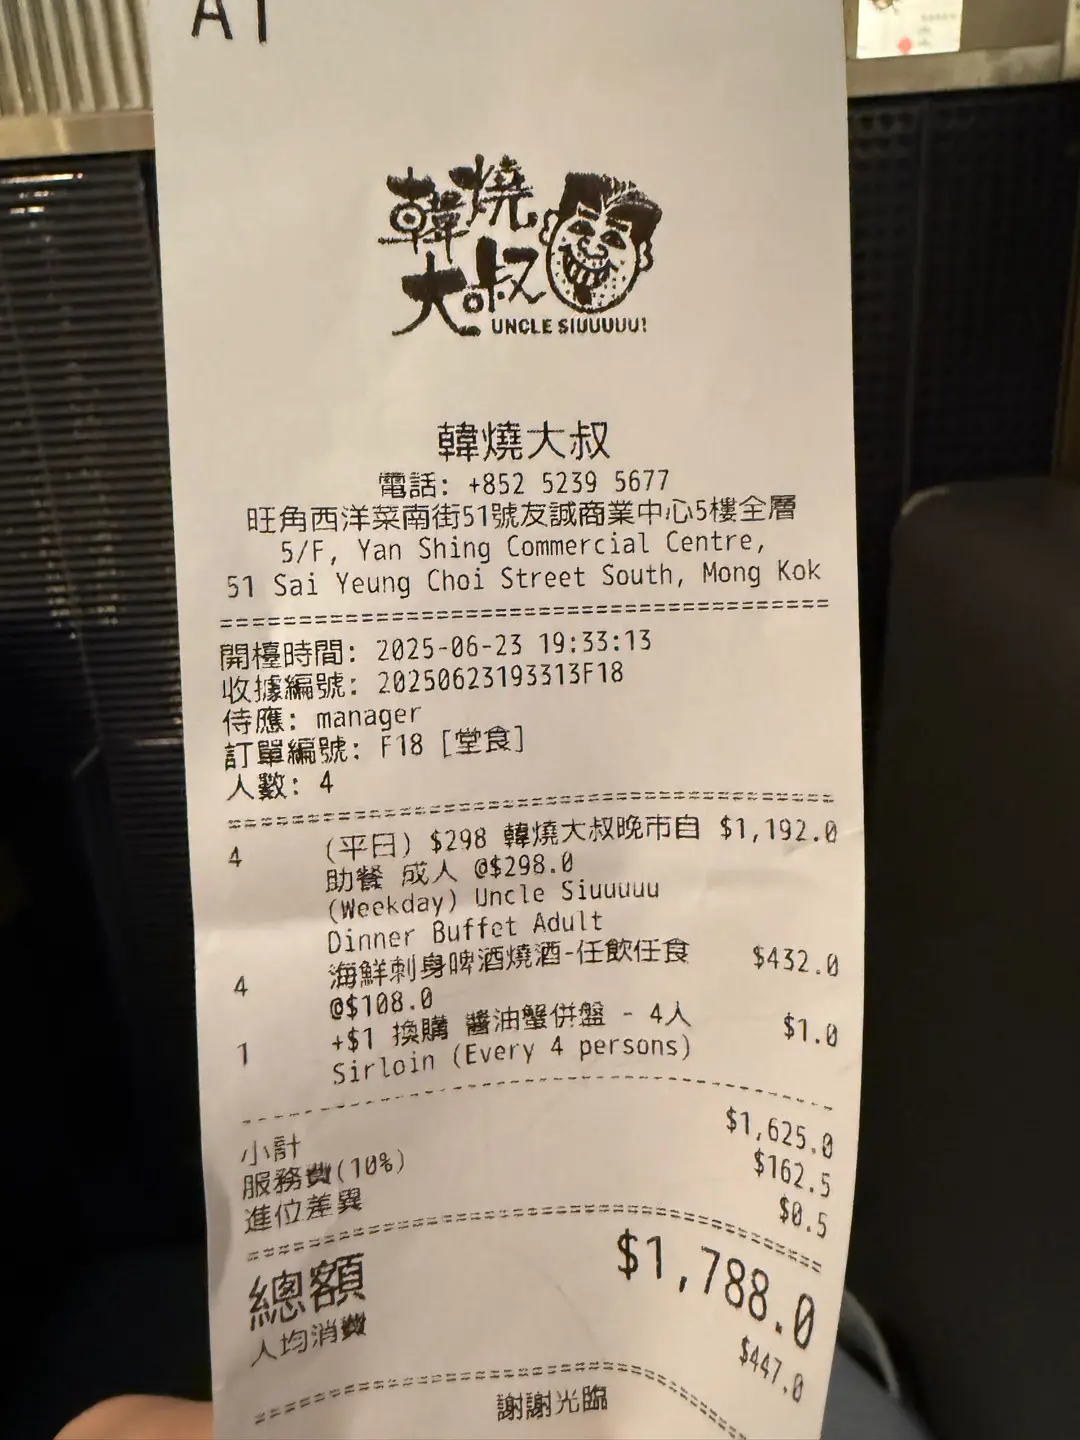 A1
韓燒
大叔
UNCLE SIUUUUU!
韓燒大叔
電話: +852 5239 5677
旺角西洋菜南街51號友誠商業中心5樓全層
5/F, Yan Shing Commercial Centre,
51 Sai Yeung Choi Street South, Mong Kok
開檯時間: 2025-06-23 19:33:13
收據編號: 20250623193313F18
侍應: manager
訂單編號: F18 [堂食]
人數: 4
4 (平日) $298 韓燒大叔晚市自 $1,192.0
助餐 成人 @$298.0
(Weekday) Uncle Siuuuuu
Dinner Buffet Adult
4 海鮮刺身啤酒燒酒-任飲任食 $432.0
@$108.0
1 +$1 換購 醬油蟹併盤 - 4人 $1.0
Sirloin (Every 4 persons)
小計 $1,625.0
服務費(10%) $162.5
進位差異 $0.5
總額 $1,788.0
人均消費 $447.0
謝謝光臨